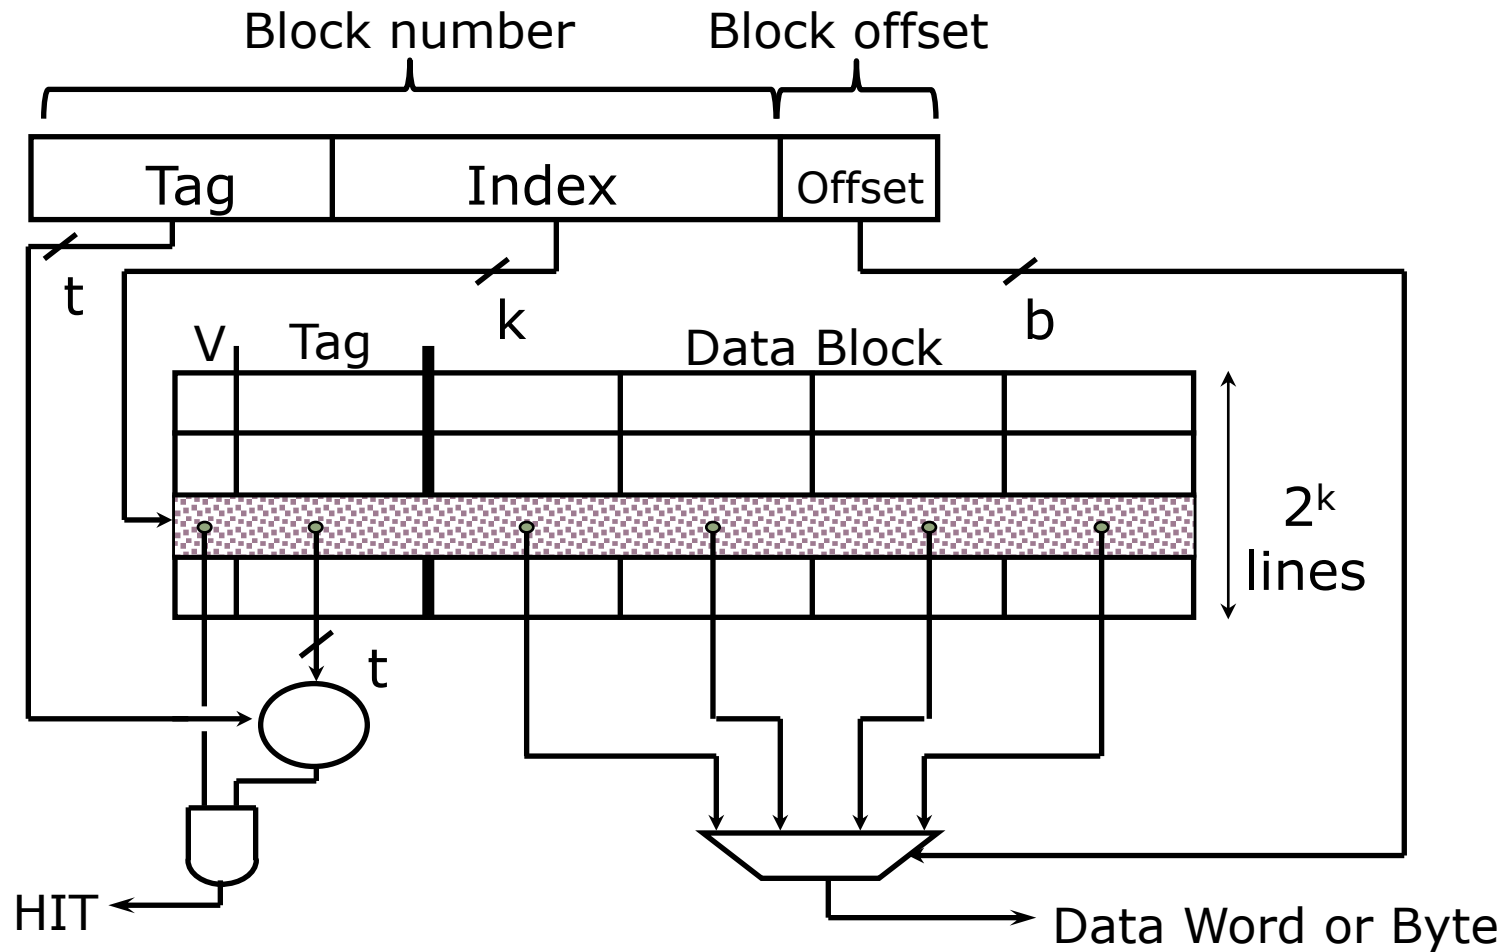 Block number
Block offset
Tag
Index
Offset
t
k
b
V
Tag
Data Block
2ᵏ
lines
t
HIT
Data Word or Byte